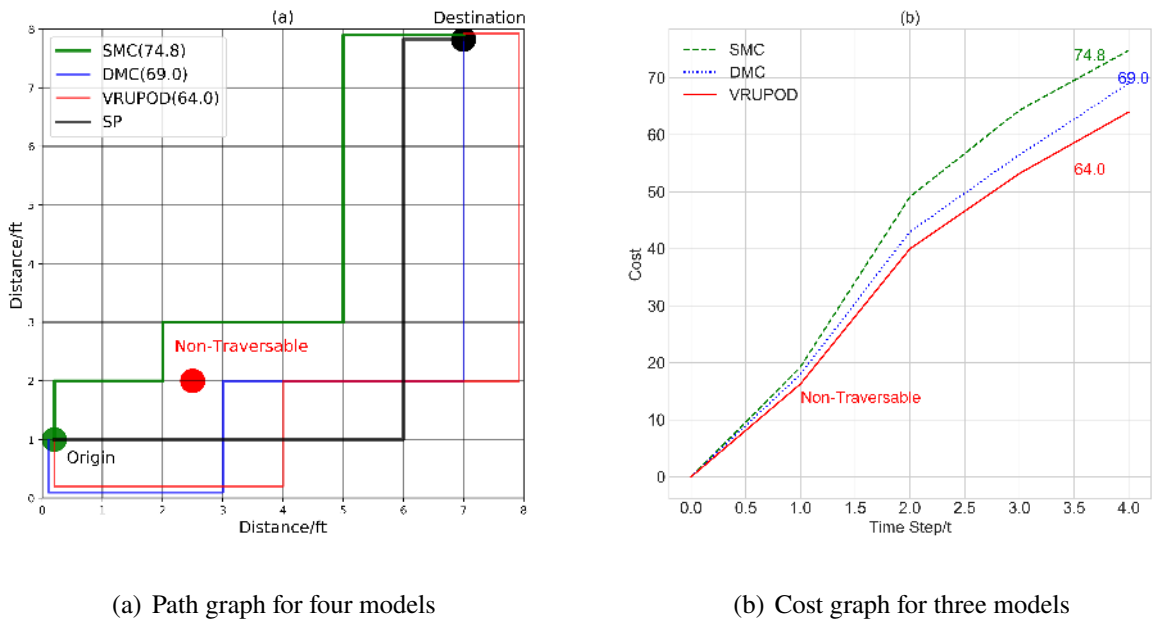 (a)
Destination
8
7
6
5
4
3
2
1
0
Distance/ft
SMC(74.8)
DMC(69.0)
VRUPOD(64.0)
SP
Non-Traversable
Origin
0 1 2 3 4 5 6 7 8
Distance/ft
(b)
70
60
50
40
30
20
10
0
Cost
SMC
DMC
VRUPOD
74.8
69.0
64.0
Non-Traversable
0.0 0.5 1.0 1.5 2.0 2.5 3.0 3.5 4.0
Time Step/t
(a) Path graph for four models
(b) Cost graph for three models